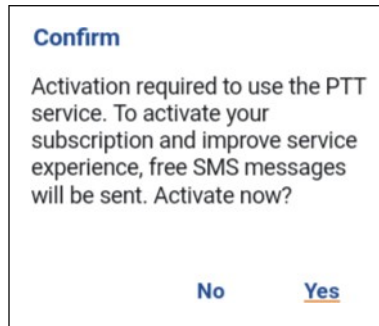 Confirm
Activation required to use the PTT
service. To activate your
subscription and improve service
experience, free SMS messages
will be sent. Activate now?
No Yes